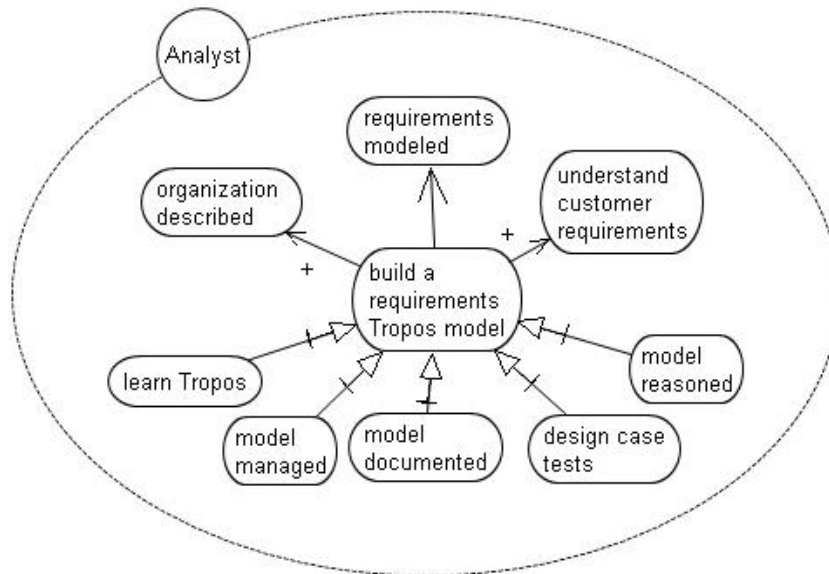 Analyst
requirements
modeled
organization
described
understand
customer
requirements
+
+
build a
requirements
Tropos model
learn Tropos
model
managed
model
documented
design case
tests
model
reasoned